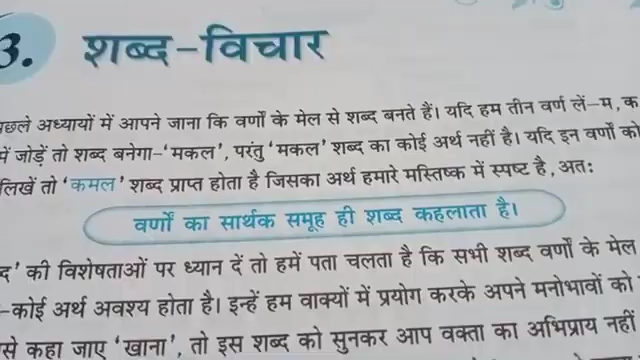 3. शब्द-विचार
पछले अध्यायों में आपने जाना कि वर्णों के मेल से शब्द बनते हैं। यदि हम तीन वर्ण लें-म, क
में जोड़ें तो शब्द बनेगा-‘मकल’, परंतु ‘मकल’ शब्द का कोई अर्थ नहीं है। यदि इन वर्णों को
लिखें तो ‘कमल’ शब्द प्राप्त होता है जिसका अर्थ हमारे मस्तिष्क में स्पष्ट है, अतः
वर्णों का सार्थक समूह ही शब्द कहलाता है।
द’ की विशेषताओं पर ध्यान दें तो हमें पता चलता है कि सभी शब्द वर्णों के मेल
-कोई अर्थ अवश्य होता है। इन्हें हम वाक्यों में प्रयोग करके अपने मनोभावों को
से कहा जाए ‘खाना’, तो इस शब्द को सुनकर आप वक्ता का अभिप्राय नहीं